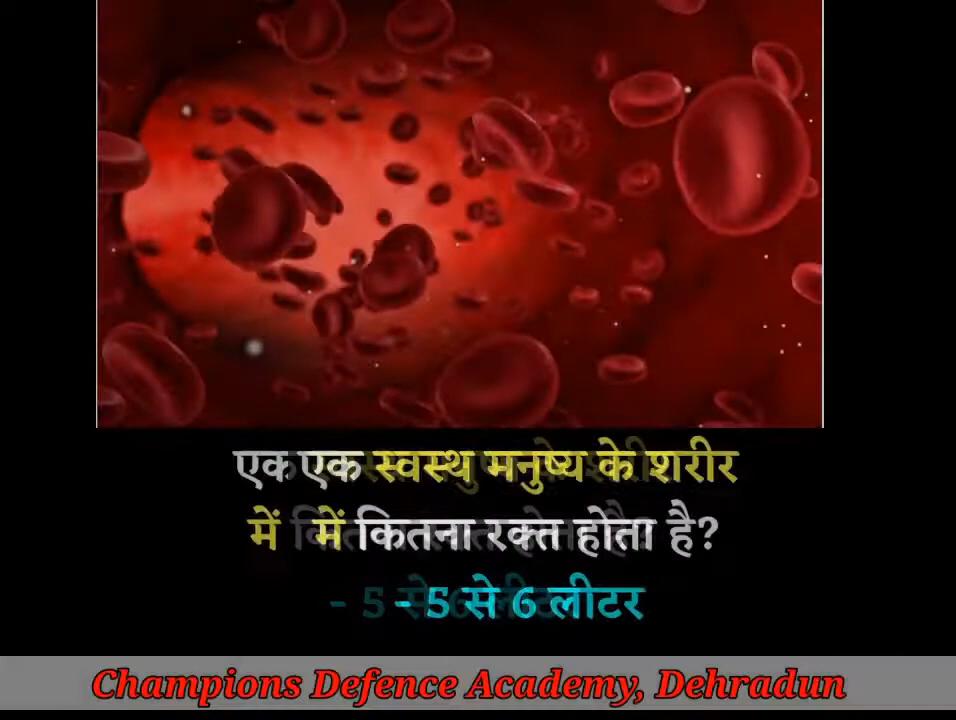 एक स्वस्थ मनुष्य के शरीर
में कितना रक्त होता है?
- 5 से 6 लीटर
Champions Defence Academy, Dehradun